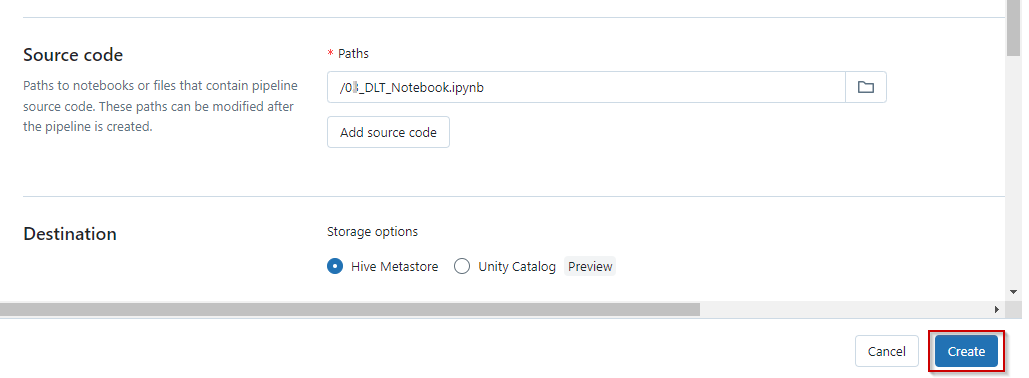 Source code
* Paths
Paths to notebooks or files that contain pipeline
source code. These paths can be modified after
the pipeline is created.
_DLT_Notebook.ipynb
Add source code
Destination
Storage options
Hive Metastore
Unity Catalog
Preview
Cancel
Create